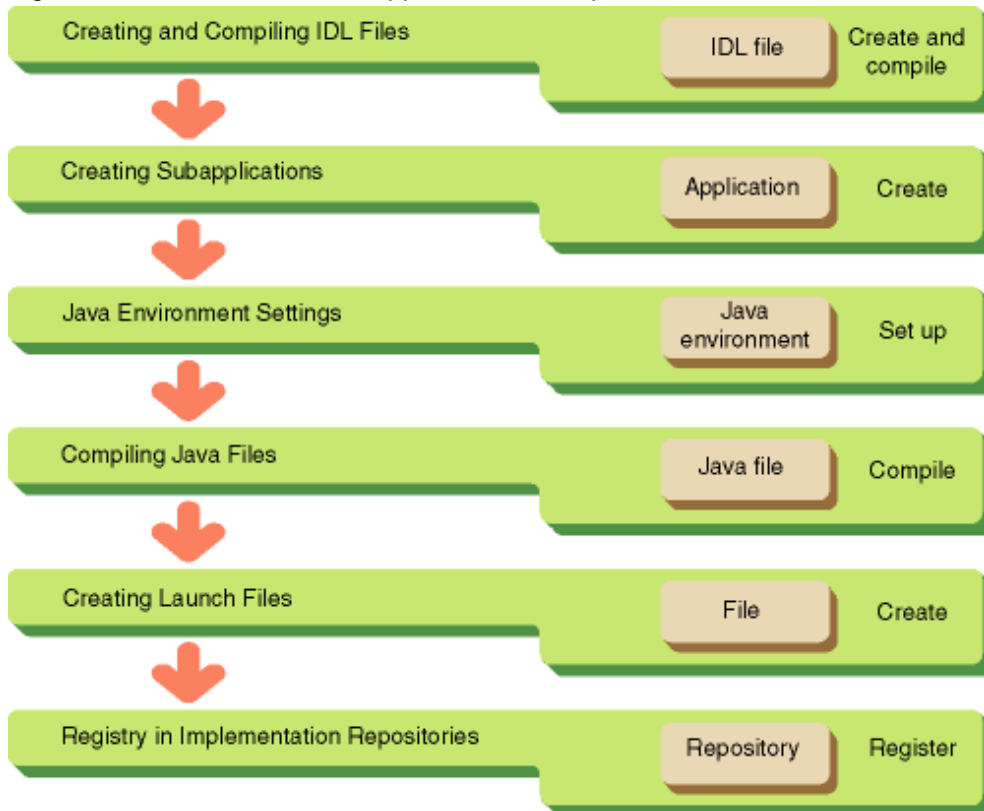 Creating and Compiling IDL Files
IDL file
Create and
compile
Creating Subapplications
Application
Create
Java Environment Settings
Java
environment
Set up
Compiling Java Files
Java file
Compile
Creating Launch Files
File
Create
Registry in Implementation Repositories
Repository
Register